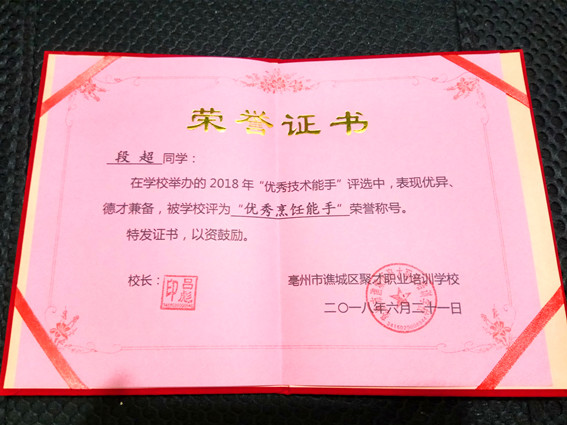 荣誉证书
段超同学：
在学校举办的2018年“优秀技术能手”评选中，表现优异、
德才兼备，被学校评为“优秀烹任能手”荣誉称号。
特发证书，以资鼓励。
校长：
吕彪印
亳州市谯城区聚才职业培训学校
二〇一八年六月二十一日